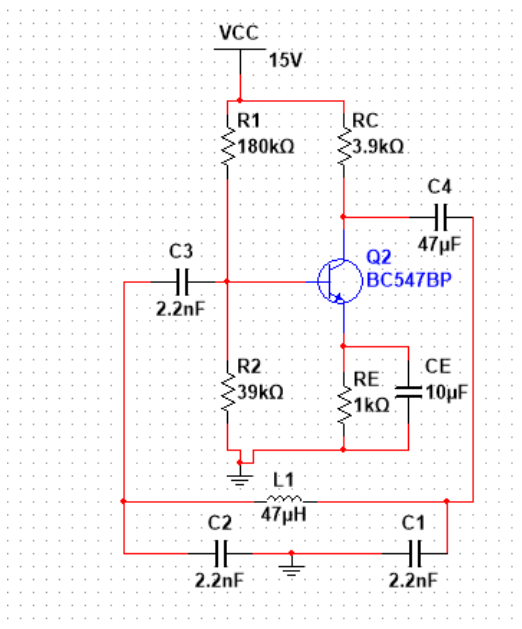 VCC
15V
R1
180kΩ
RC
3.9kΩ
C4
47µF
C3
2.2nF
Q2
BC547BP
R2
39kΩ
RE
1kΩ
CE
10µF
L1
47µH
C2
2.2nF
C1
2.2nF